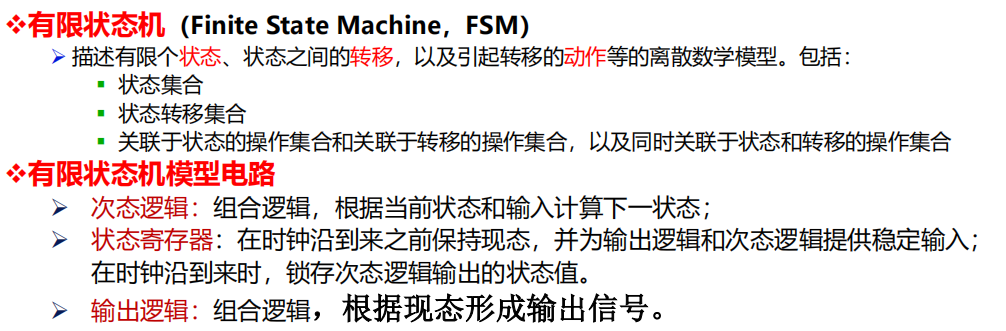 ❖有限状态机（Finite State Machine，FSM）
➢ 描述有限个状态、状态之间的转移，以及引起转移的动作等的离散数学模型。包括：
▪ 状态集合
▪ 状态转移集合
▪ 关联于状态的操作集合和关联于转移的操作集合，以及同时关联于状态和转移的操作集合
❖有限状态机模型电路
➢ 次态逻辑：组合逻辑，根据当前状态和输入计算下一状态；
➢ 状态寄存器：在时钟沿到来之前保持现态，并为输出逻辑和次态逻辑提供稳定输入；
在时钟沿到来时，锁存次态逻辑输出的状态值。
➢ 输出逻辑：组合逻辑，根据现态形成输出信号。